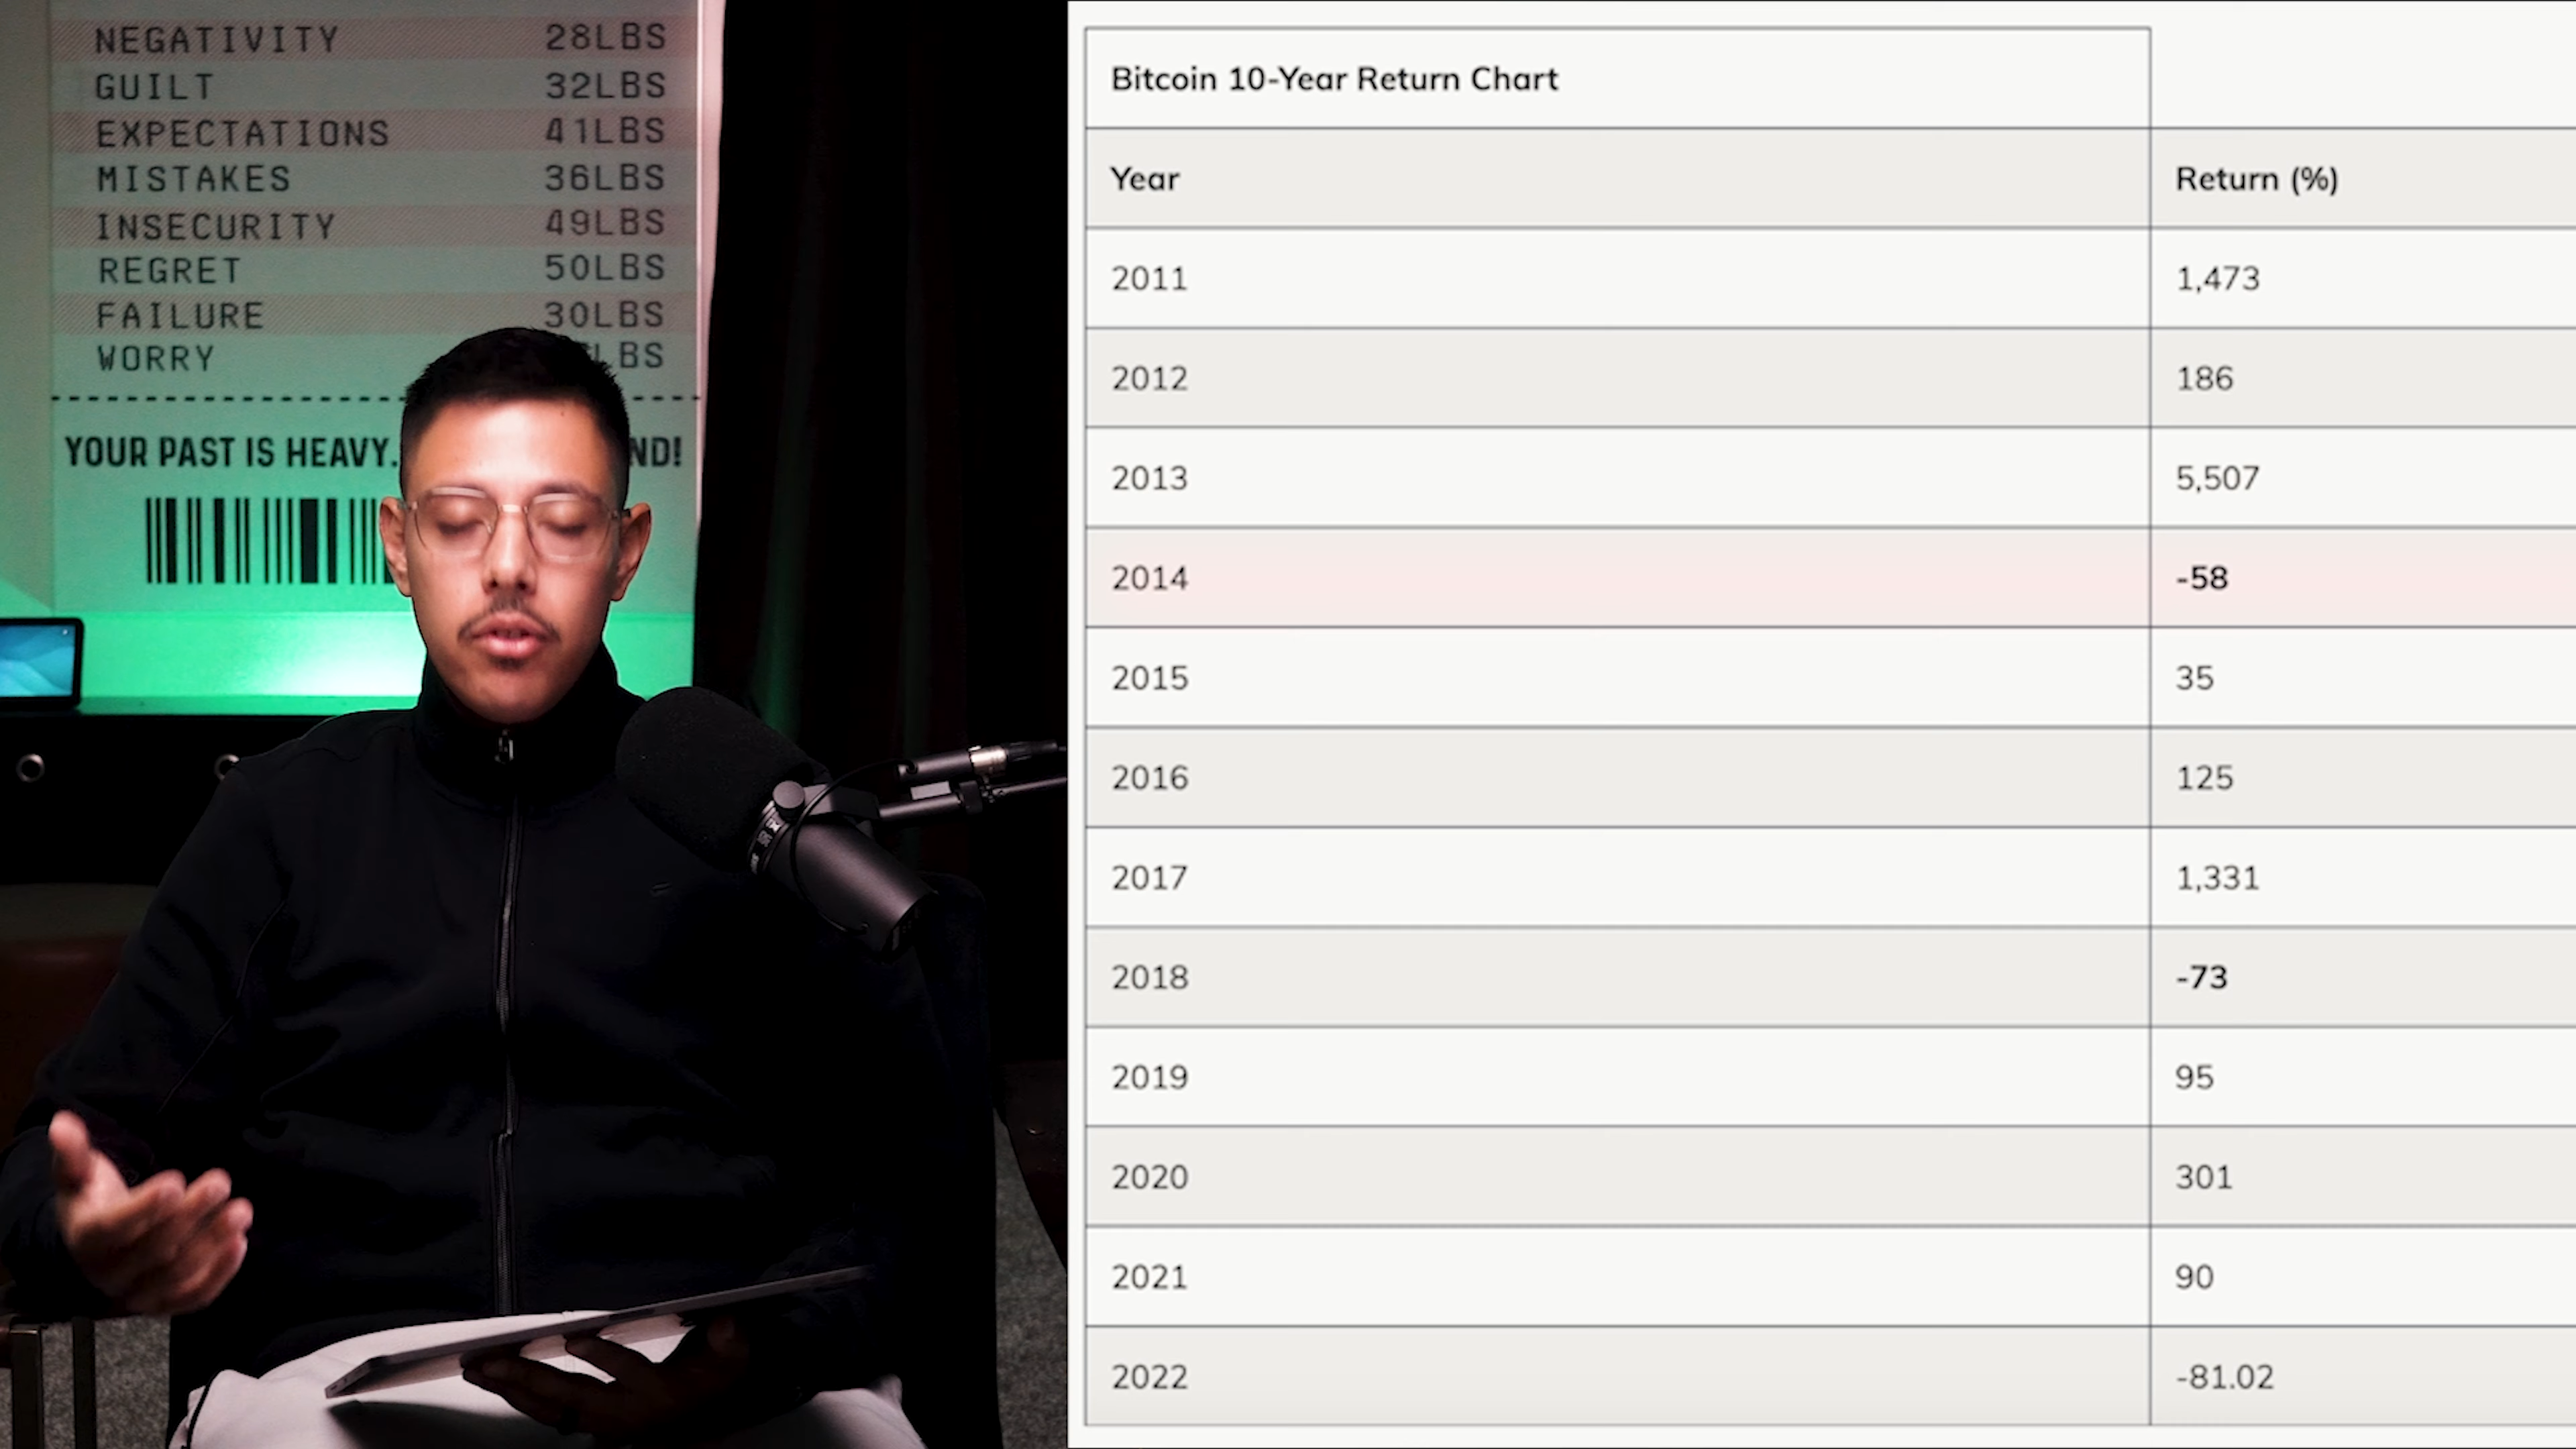 NEGATIVITY 28LBS
GUILT 32LBS
EXPECTATIONS 41LBS
MISTAKES 36LBS
INSECURITY 49LBS
REGRET 50LBS
FAILURE 30LBS
WORRY LBS
YOUR PAST IS HEAVY.
Bitcoin 10-Year Return Chart
Year Return (%)
2011 1,473
2012 186
2013 5,507
2014 -58
2015 35
2016 125
2017 1,331
2018 -73
2019 95
2020 301
2021 90
2022 -81.02